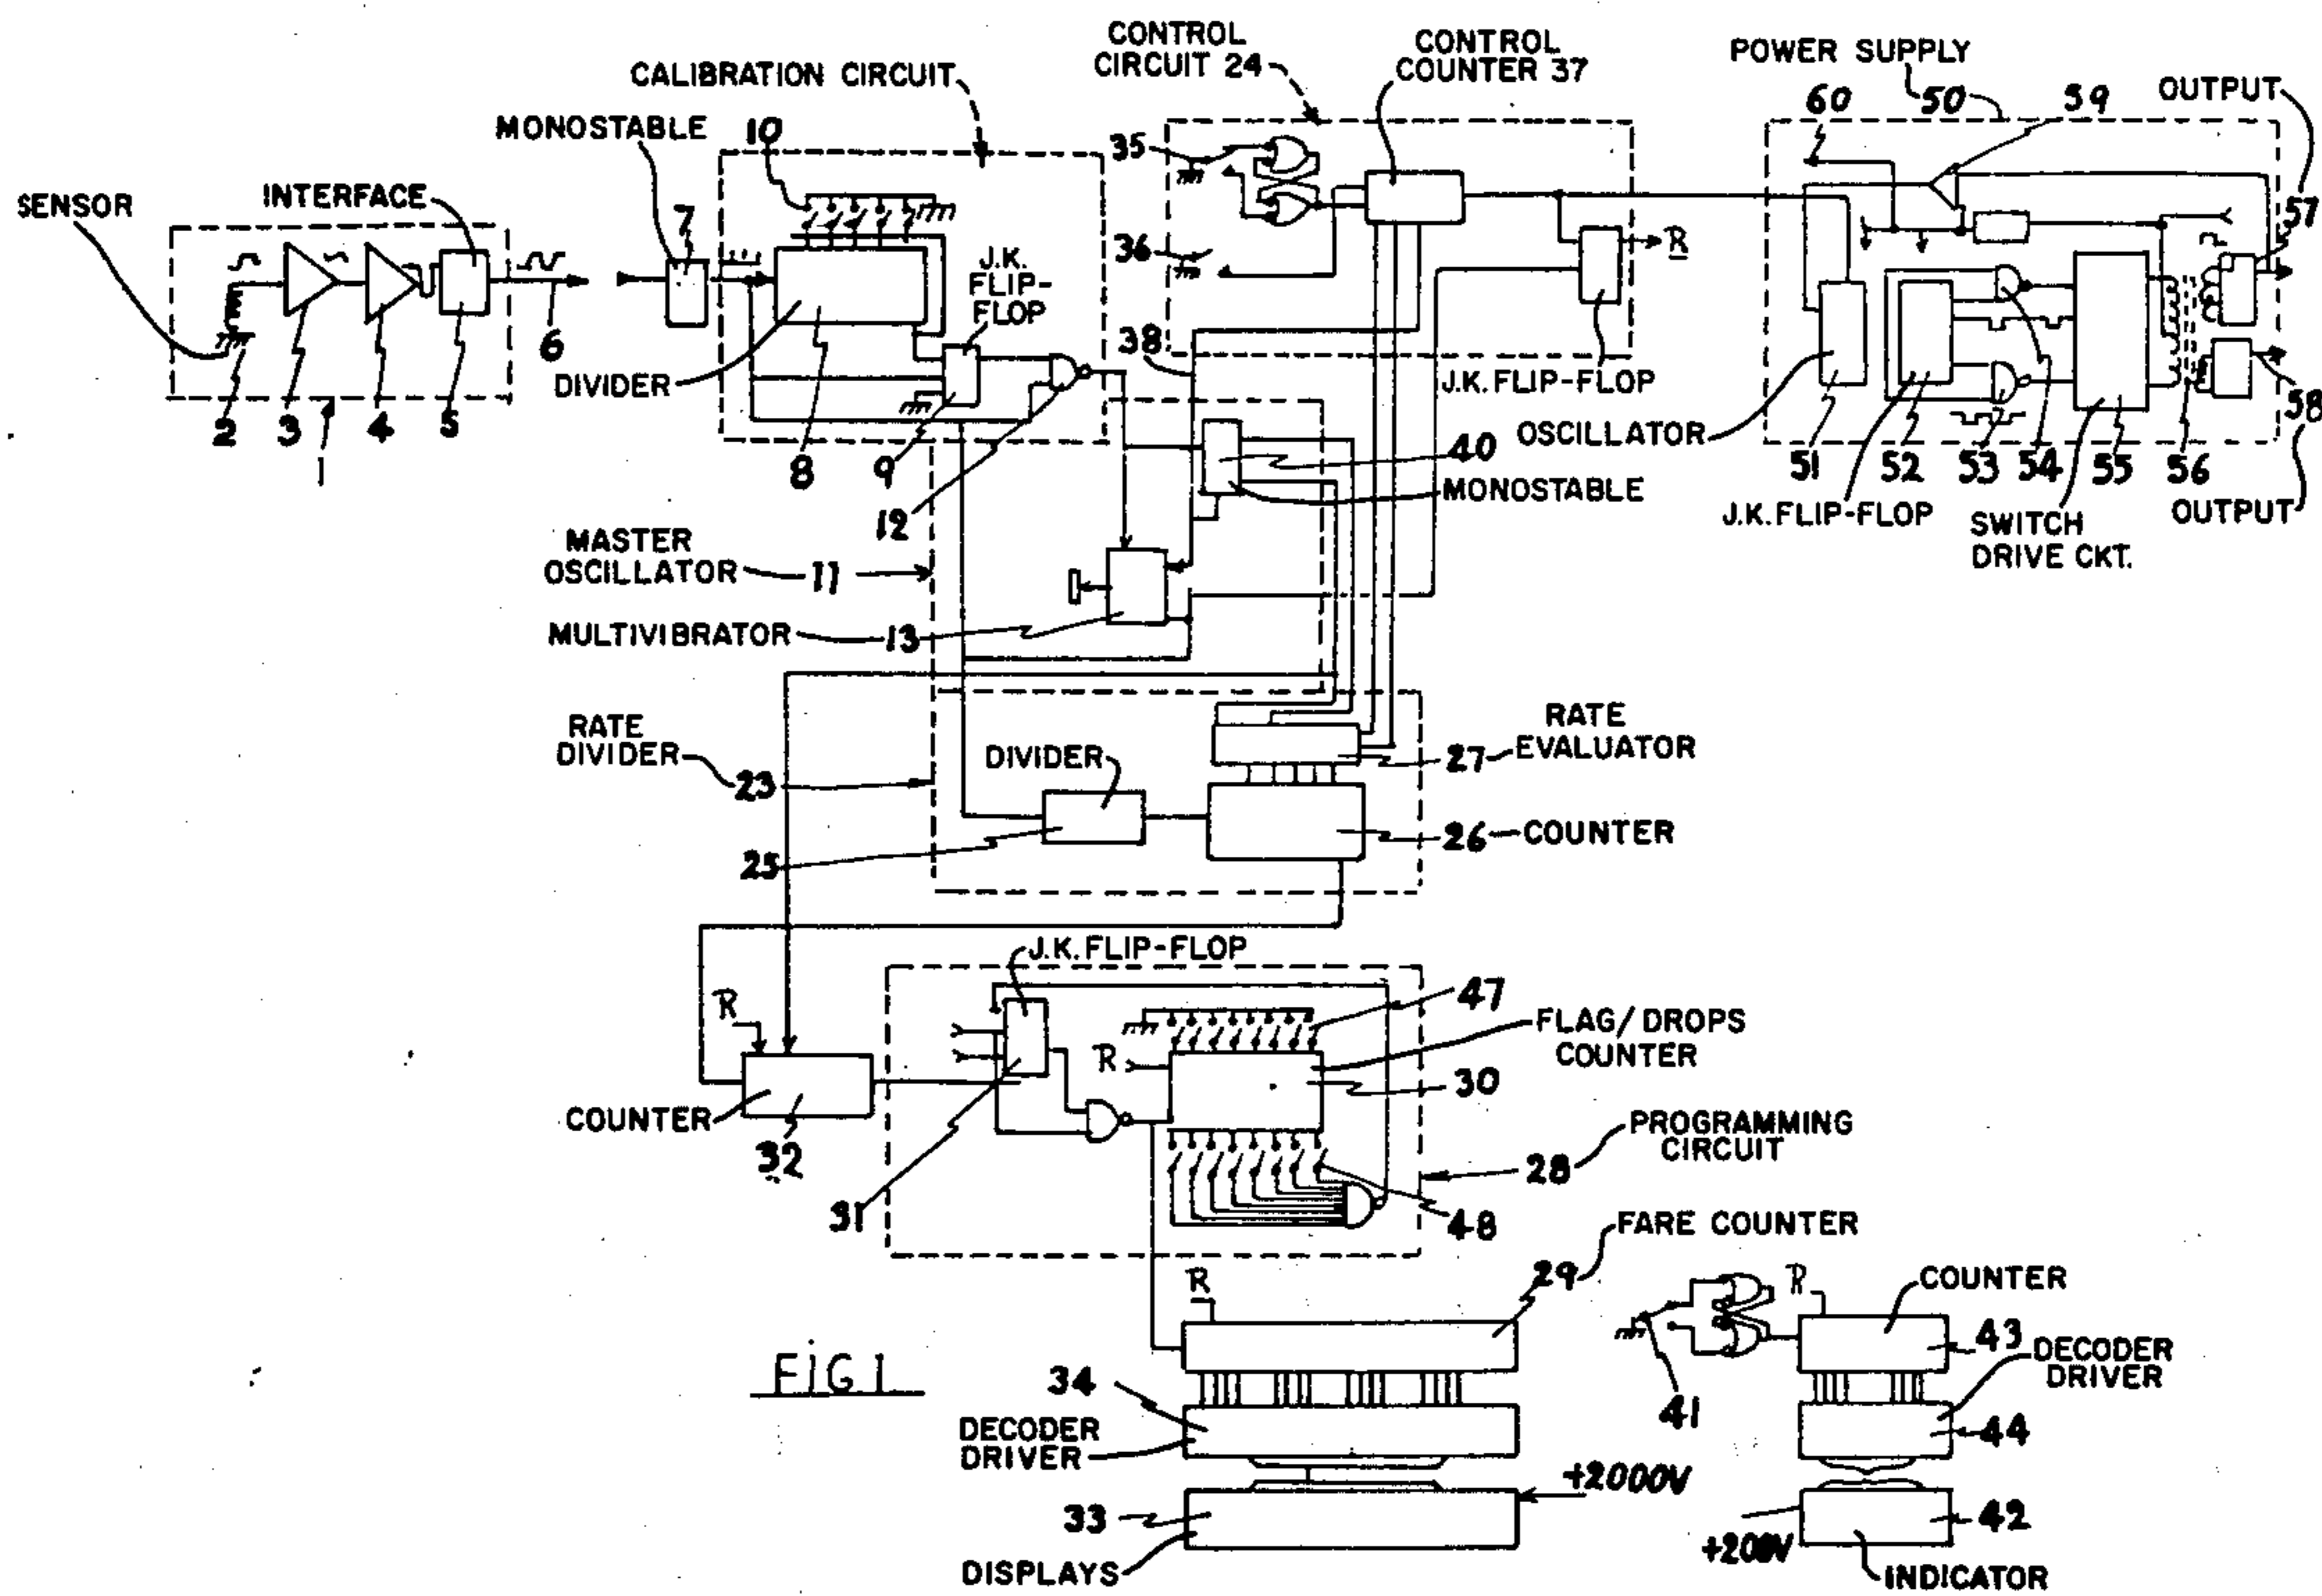 CONTROL
CIRCUIT 24
CONTROL
COUNTER 37
POWER SUPPLY
50
60
59
OUTPUT
57
CALIBRATION CIRCUIT
MONOSTABLE
7
10
35
36
R
INTERFACE
SENSOR
J.K.
FLIP-
FLOP
6
DIVIDER
38
J.K. FLIP-FLOP
2
3
4
5
1
8
9
12
40
MONOSTABLE
OSCILLATOR
51
52
53
54
55
56
58
J.K. FLIP-FLOP
SWITCH
DRIVE CKT.
OUTPUT
MASTER
OSCILLATOR
11
MULTIVIBRATOR
13
RATE
DIVIDER
23
DIVIDER
25
RATE
EVALUATOR
27
26
COUNTER
J.K. FLIP-FLOP
R
47
FLAG/DROPS
COUNTER
R
30
COUNTER
32
31
PROGRAMMING
CIRCUIT
28
48
FARE COUNTER
29
R
R
COUNTER
43
DECODER
DRIVER
41
44
FIG 1
34
DECODER
DRIVER
+2000V
33
DISPLAYS
+200V
42
INDICATOR